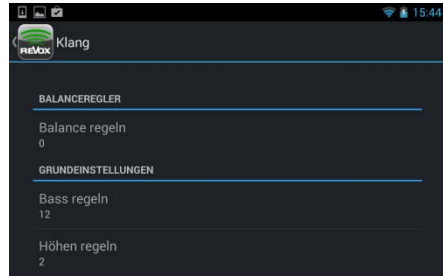 15:44
REVOX
Klang
BALANCEREGLER
Balance regeln
0
GRUNDEINSTELLUNGEN
Bass regeln
12
Höhen regeln
2